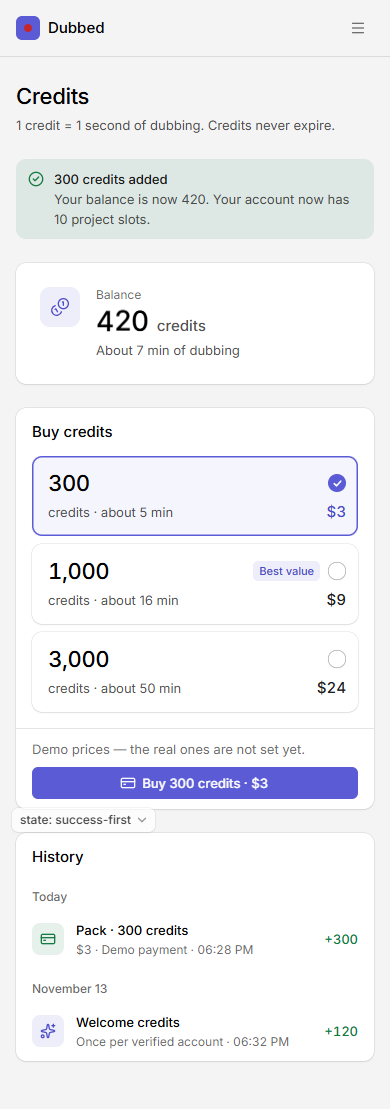 Dubbed
Credits
1 credit = 1 second of dubbing. Credits never expire.
300 credits added
Your balance is now 420. Your account now has
10 project slots.
Balance
420 credits
About 7 min of dubbing
Buy credits
300
credits · about 5 min
$3
1,000
Best value
credits · about 16 min
$9
3,000
credits · about 50 min
$24
Demo prices — the real ones are not set yet.
Buy 300 credits · $3
state: success-first
History
Today
Pack · 300 credits
$3 · Demo payment · 06:28 PM
+300
November 13
Welcome credits
Once per verified account · 06:32 PM
+120